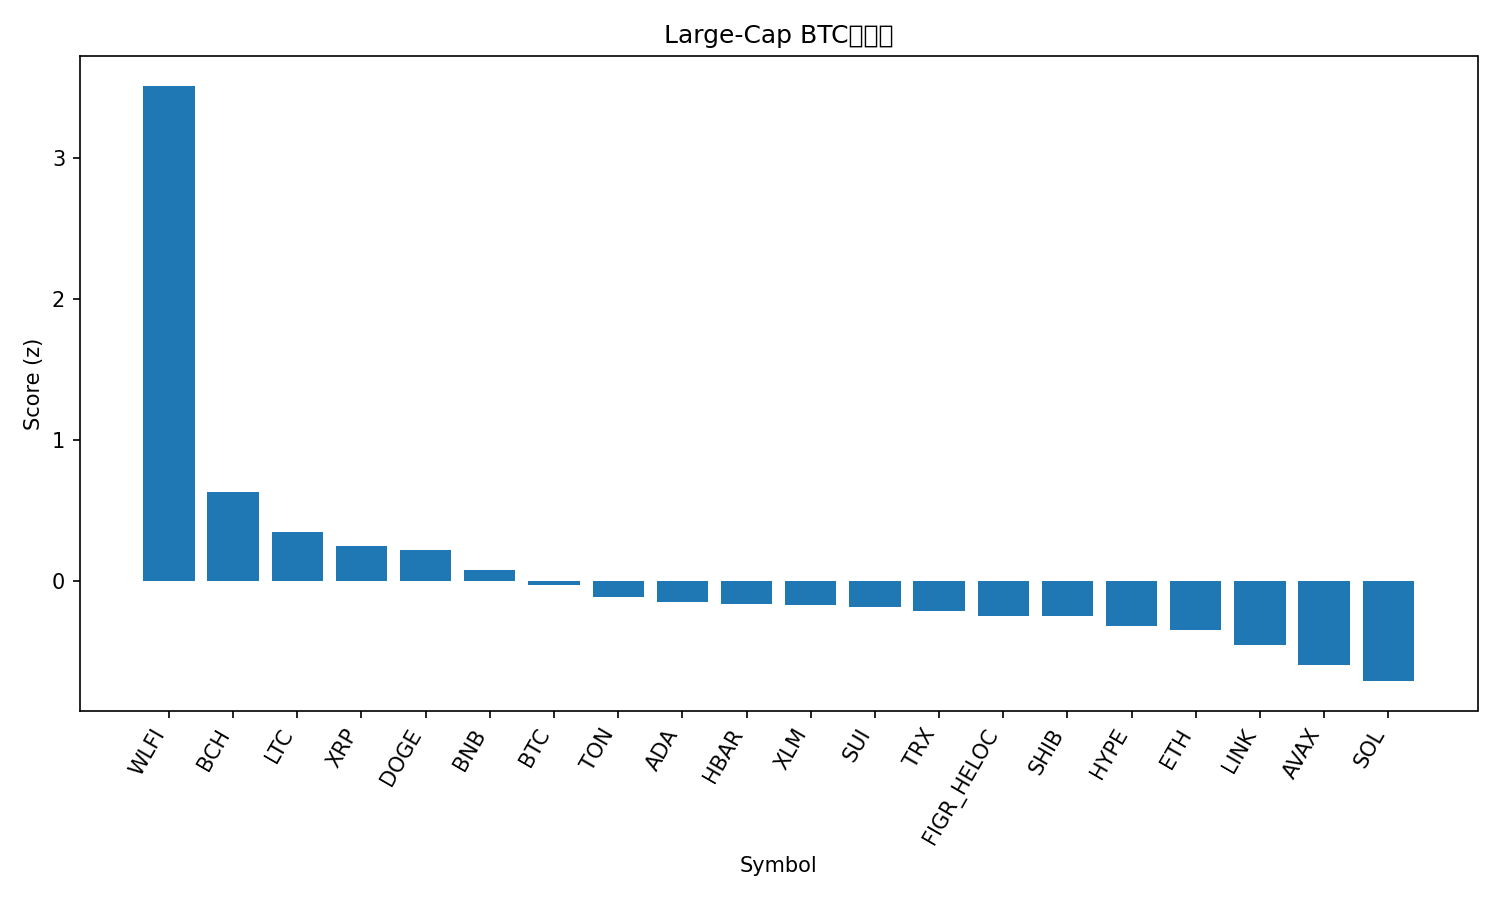 Large-Cap BTC
Score (z)
3
2
1
0
WLFI
BCH
LTC
XRP
DOGE
BNB
BTC
TON
ADA
HBAR
XLM
SUI
TRX
FIGR_HELOC
SHIB
HYPE
ETH
LINK
AVAX
SOL
Symbol